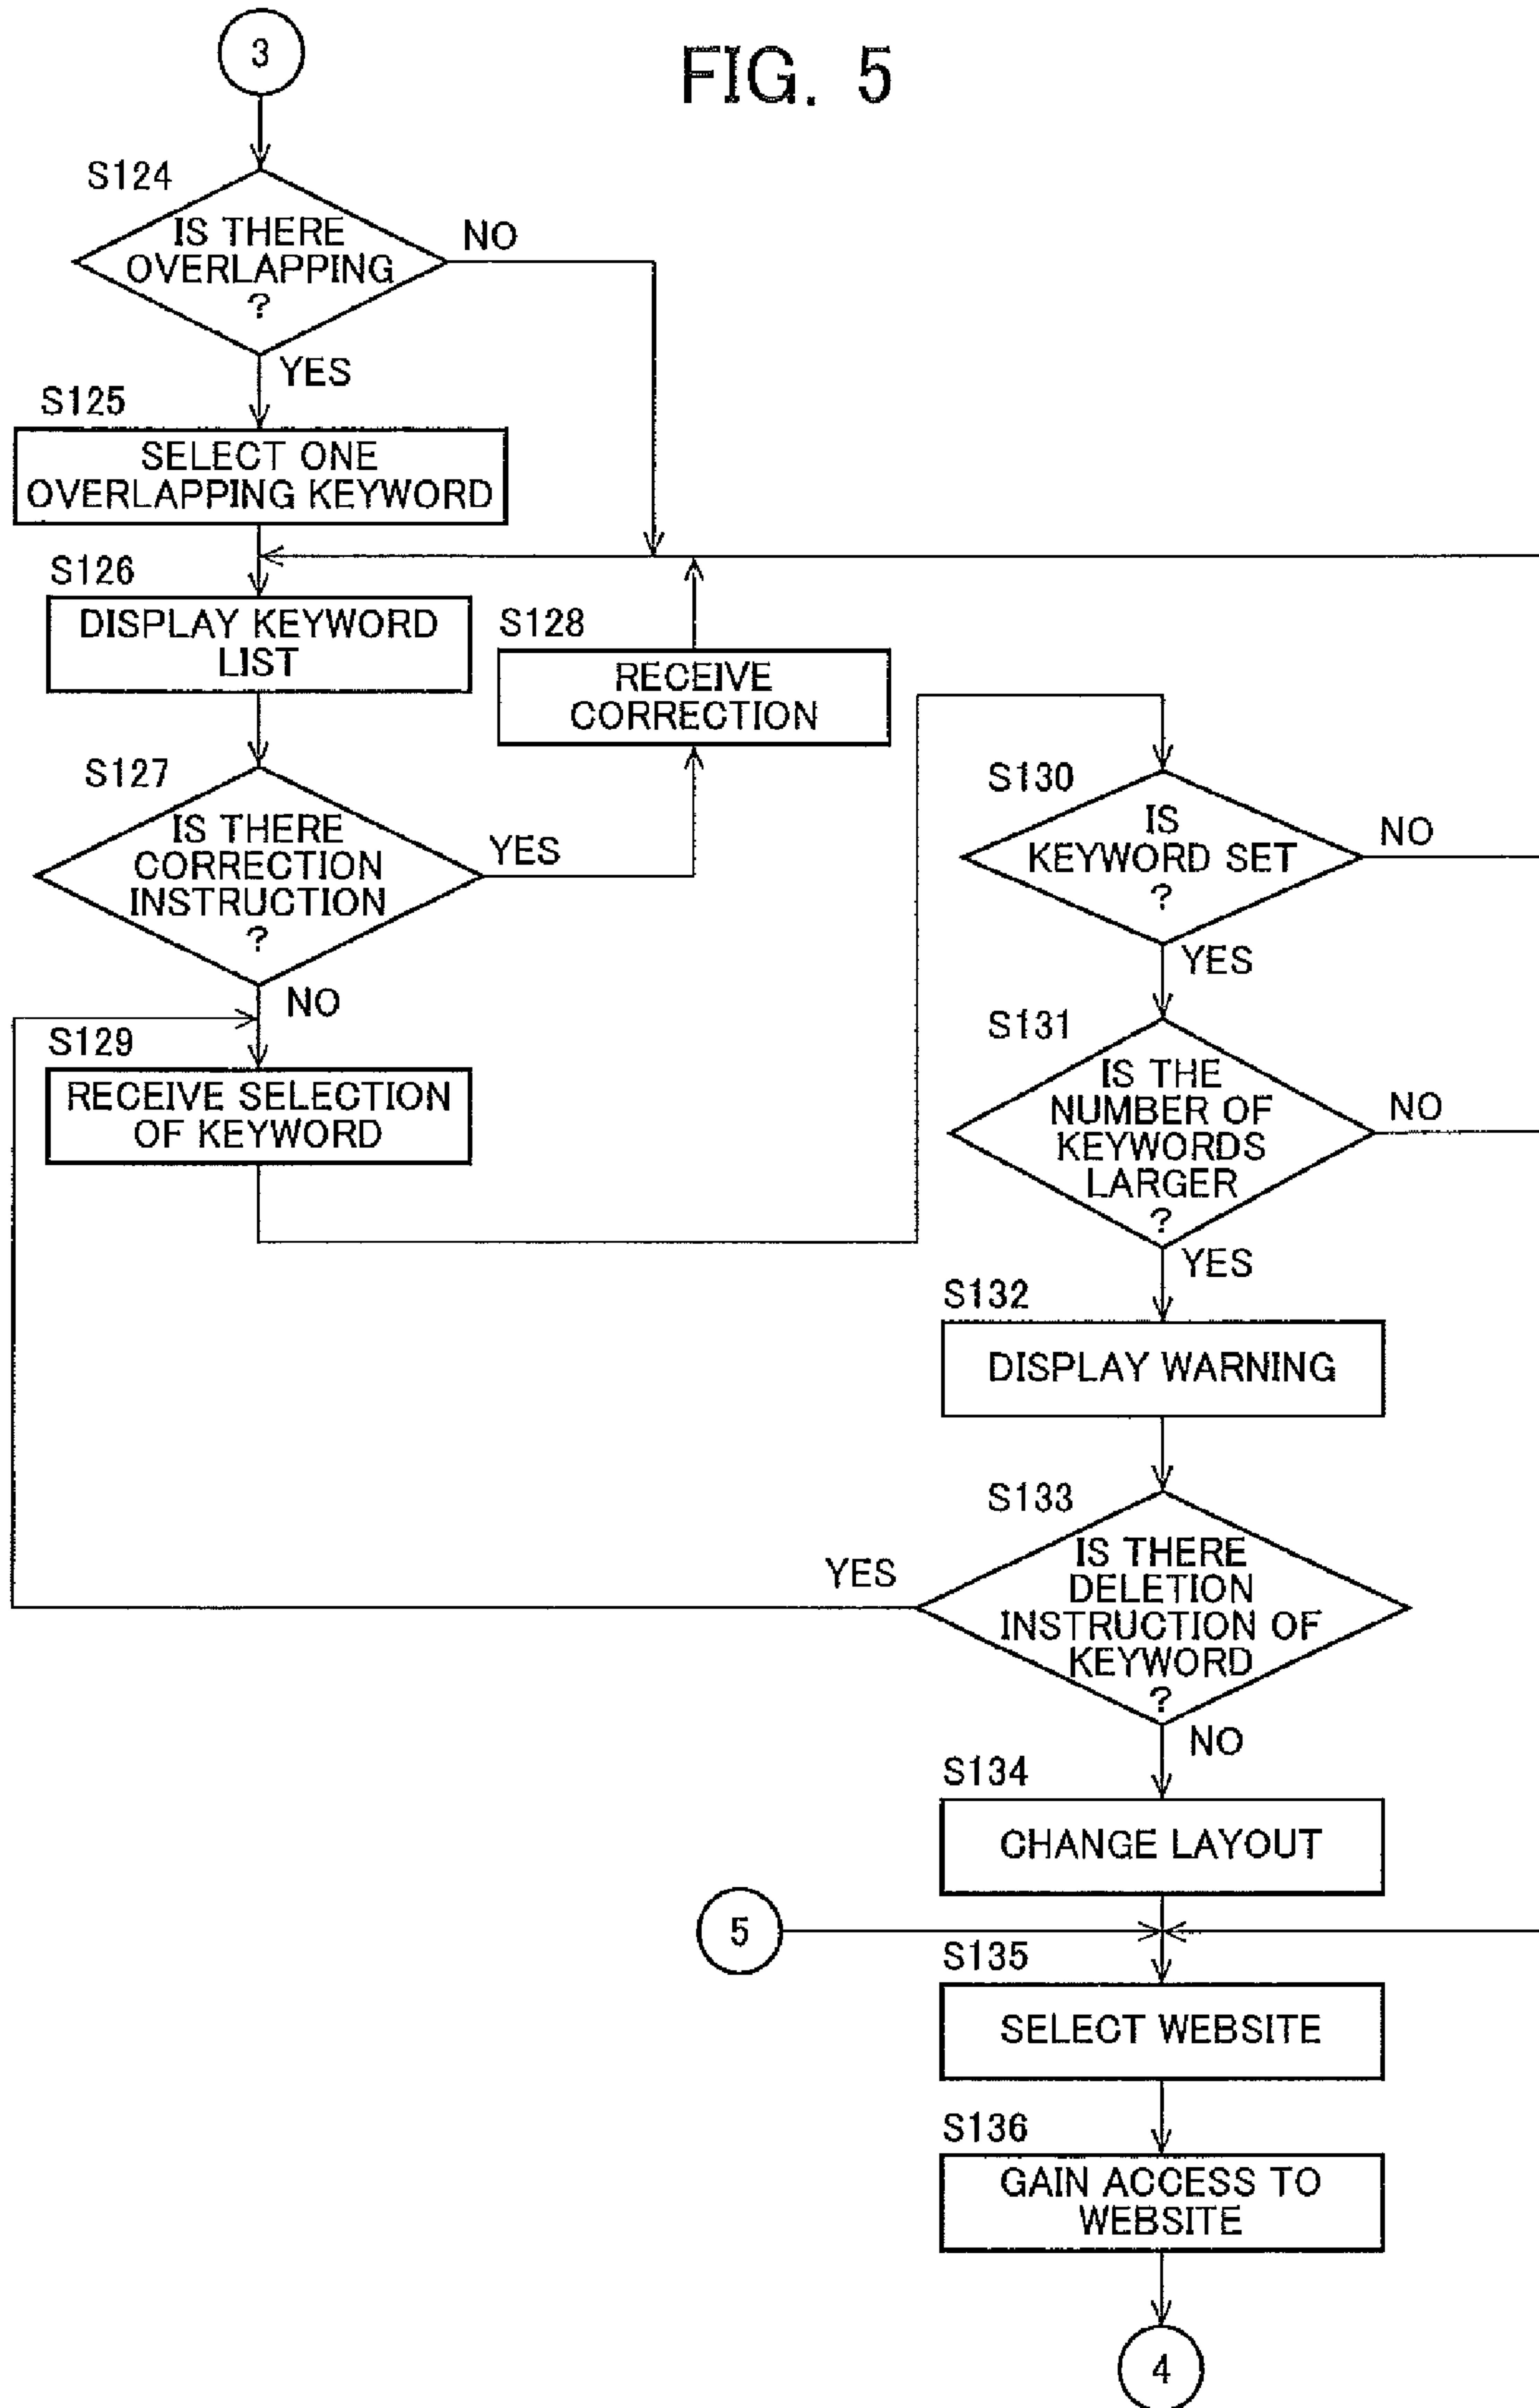 3
FIG. 5
S124
IS THERE
OVERLAPPING
?
NO
YES
S125
SELECT ONE
OVERLAPPING KEYWORD
S126
DISPLAY KEYWORD
LIST
S128
RECEIVE
CORRECTION
S127
IS THERE
CORRECTION
INSTRUCTION
?
YES
NO
S129
RECEIVE SELECTION
OF KEYWORD
S130
IS
KEYWORD SET
?
NO
YES
S131
IS THE
NUMBER OF
KEYWORDS
LARGER
?
NO
YES
S132
DISPLAY WARNING
S133
IS THERE
DELETION
INSTRUCTION OF
KEYWORD
?
YES
NO
S134
CHANGE LAYOUT
5
S135
SELECT WEBSITE
S136
GAIN ACCESS TO
WEBSITE
4